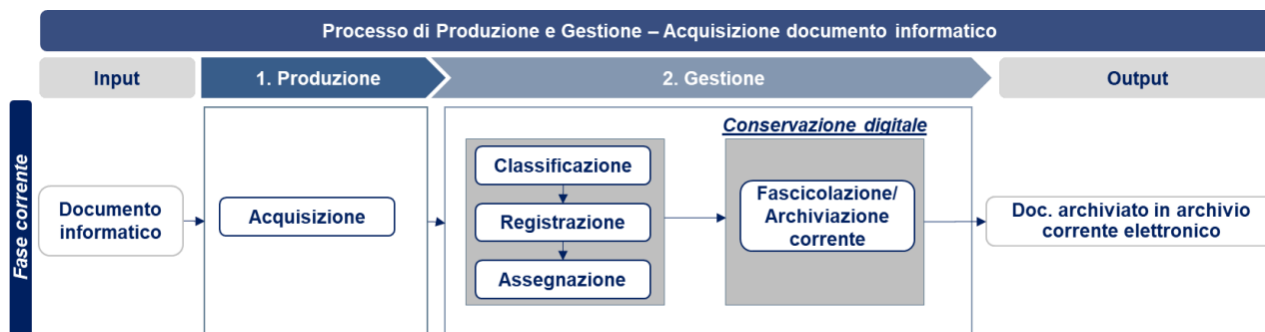 Processo di Produzione e Gestione – Acquisizione documento informatico
Input
1. Produzione
2. Gestione
Output
Fase corrente
Documento
informatico
Acquisizione
Classificazione
Registrazione
Assegnazione
Conservazione digitale
Fascicolazione/
Archiviazione
corrente
Doc. archiviato in archivio
corrente elettronico